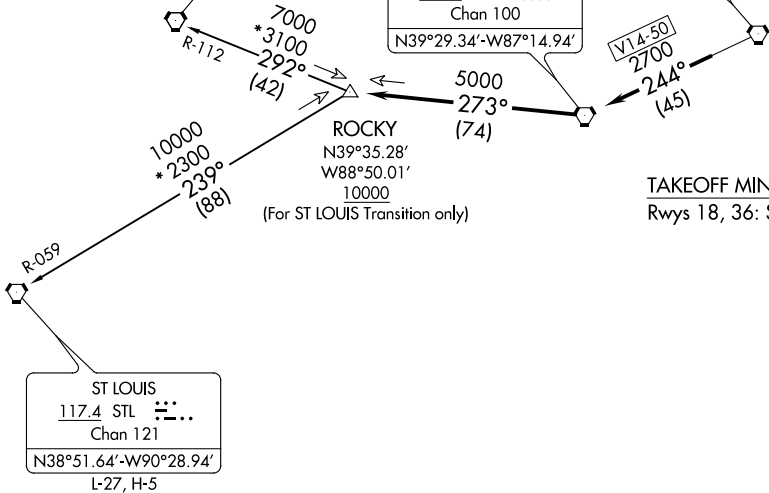 Chan 100
N39°29.34′-W87°14.94′
7000
*3100
292°
(42)
R-112
5000
273°
(74)
V14-50
2700
244°
(45)
ROCKY
N39°35.28′
W88°50.01′
10000
(For ST LOUIS Transition only)
10000
*2300
239°
(88)
R-059
TAKEOFF MIN
Rwys 18, 36: S
ST LOUIS
117.4 STL
Chan 121
N38°51.64′-W90°28.94′
L-27, H-5